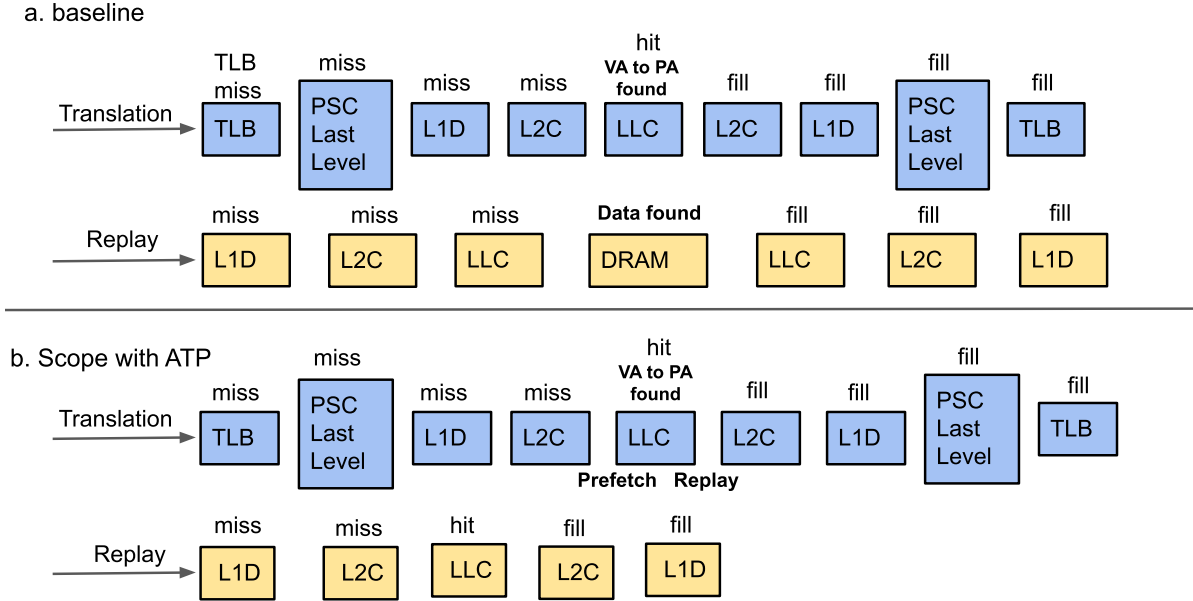 a. baseline
hit
TLB
miss
miss
miss
miss
VA to PA
found
fill
fill
fill
fill
Translation
TLB
PSC
Last
Level
L1D
L2C
LLC
L2C
L1D
PSC
Last
Level
TLB
miss
miss
miss
Data found
fill
fill
fill
Replay
L1D
L2C
LLC
DRAM
LLC
L2C
L1D
b. Scope with ATP
miss
miss
miss
miss
hit
VA to PA
found
fill
fill
fill
fill
Translation
TLB
PSC
Last
Level
L1D
L2C
LLC
L2C
L1D
PSC
Last
Level
TLB
Prefetch Replay
miss
miss
hit
fill
fill
Replay
L1D
L2C
LLC
L2C
L1D